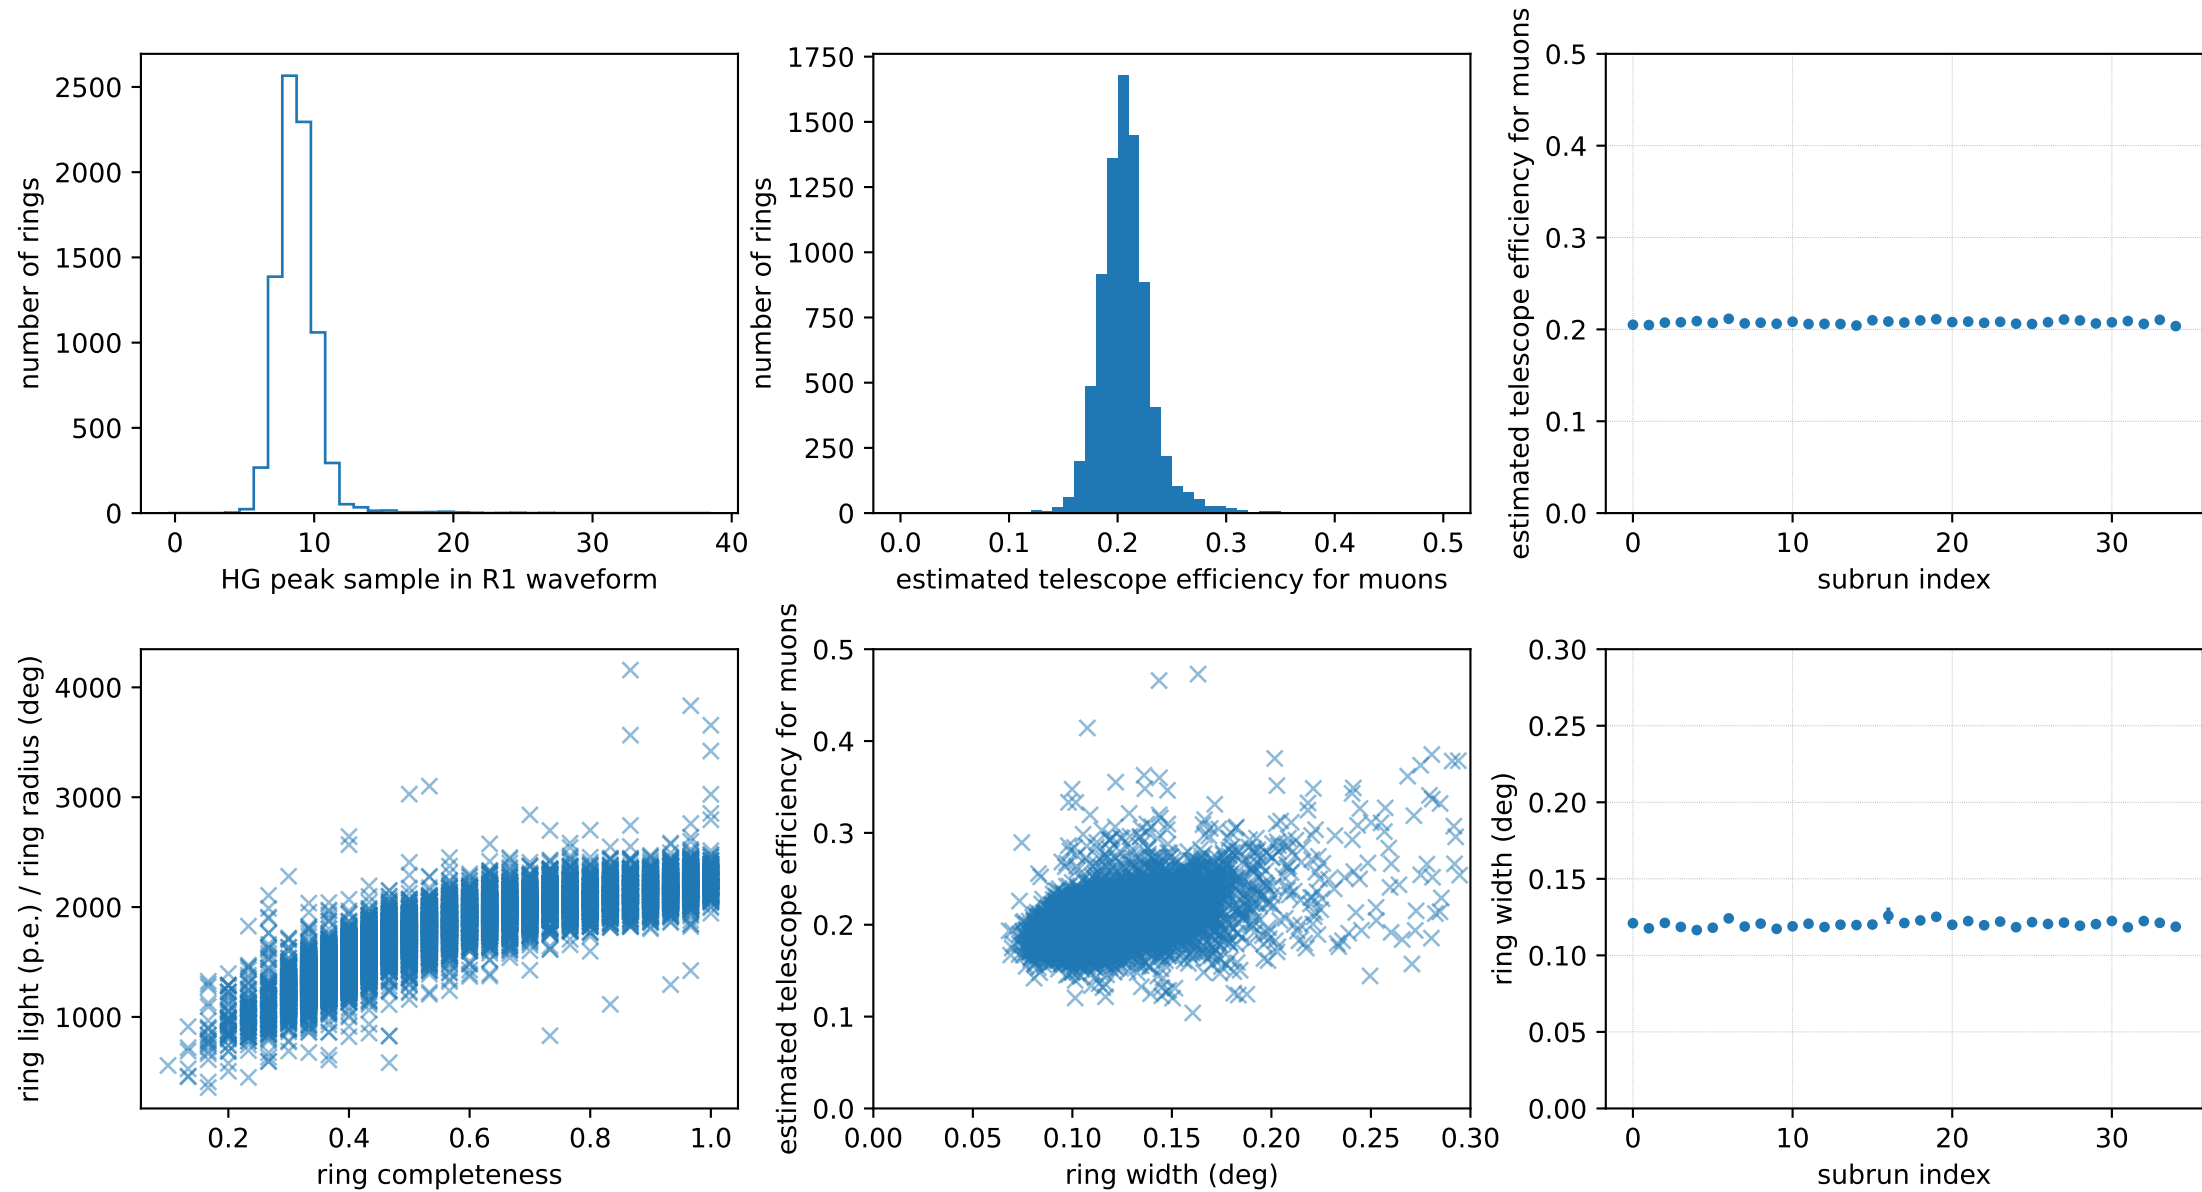 number of rings
2500
2000
1500
1000
500
0
0 10 20 30 40
HG peak sample in R1 waveform
number of rings
1750
1500
1250
1000
750
500
250
0
0.0 0.1 0.2 0.3 0.4 0.5
estimated telescope efficiency for muons
estimated telescope efficiency for muons
0.5
0.4
0.3
0.2
0.1
0.0
0 10 20 30
subrun index
ring light (p.e.) / ring radius (deg)
4000
3000
2000
1000
0.2 0.4 0.6 0.8 1.0
ring completeness
estimated telescope efficiency for muons
0.5
0.4
0.3
0.2
0.1
0.0
0.00 0.05 0.10 0.15 0.20 0.25 0.30
ring width (deg)
ring width (deg)
0.30
0.25
0.20
0.15
0.10
0.05
0.00
0 10 20 30
subrun index